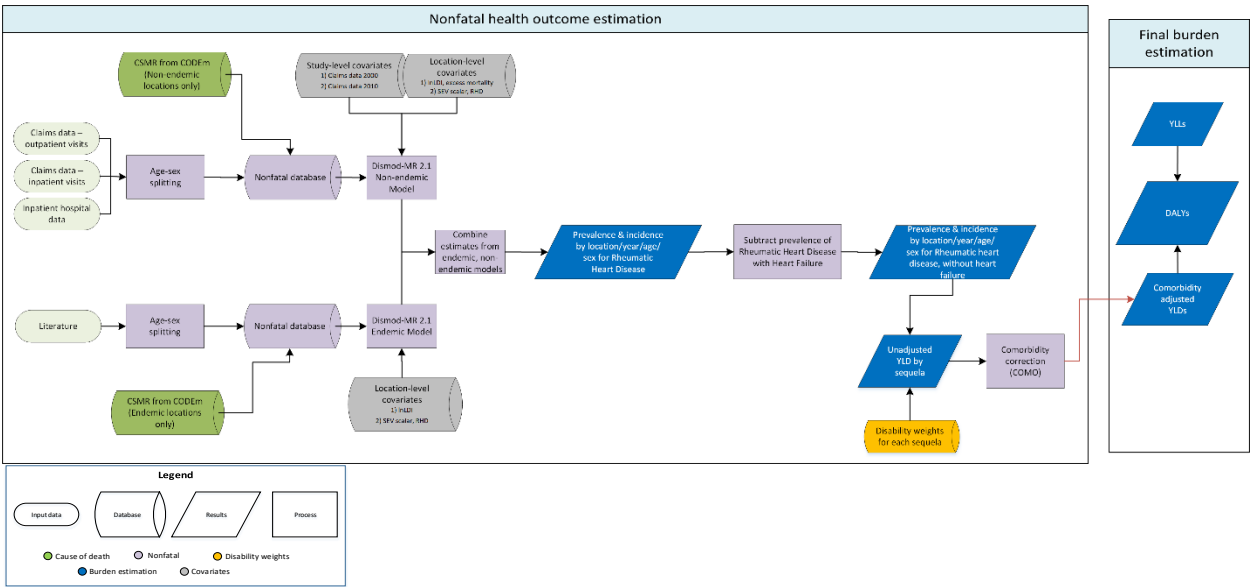 Nonfatal health outcome estimation
Final burden
estimation
CSMR from CODEm
(Non-endemic
locations only)
Study-level covariates
1) Claims data 2000
2) Claims data 2010
Location-level
covariates
1) lnLDI, excess mortality
2) SEV scalar, RHD
Claims data –
outpatient visits
Claims data –
inpatient visits
Inpatient hospital
data
Age-sex
splitting
Nonfatal database
Dismod-MR 2.1
Non-endemic
Model
Combine
estimates from
endemic, non-
endemic models
Prevalence & incidence
by location/year/age/
sex for Rheumatic
Heart Disease
Subtract prevalence of
Rheumatic Heart Disease
with Heart Failure
Prevalence & incidence
by location/year/age/
sex for Rheumatic heart
disease, without heart
failure
Literature
Age-sex
splitting
Nonfatal database
Dismod-MR 2.1
Endemic Model
CSMR from CODEm
(Endemic locations
only)
Location-level
covariates
1) lnLDI
2) SEV scalar, RHD
Unadjusted
YLD by
sequela
Comorbidity
correction
(COMO)
Disability weights
for each sequela
YLLs
DALYs
Comorbidity
adjusted
YLDs
Legend
Input data
Database
Results
Process
Cause of death
Nonfatal
Disability weights
Burden estimation
Covariates